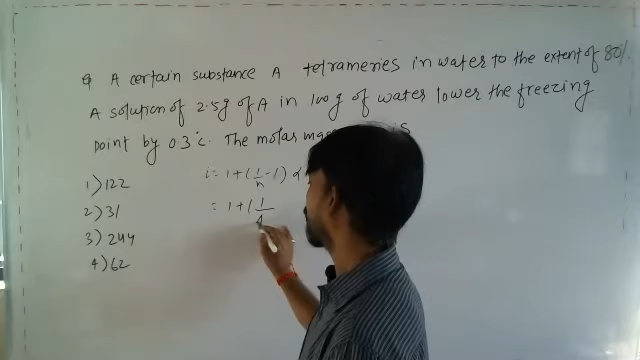 Q A certain substance A tetrameries in water to the extent of 80%.
A solution of 2.5g of A in 100g of water lower the freezing
point by 0.3°c. The molar is
1) 122
2) 31
3) 244
4) 62
i = 1+(1/n - 1) α
= 1+(1/4